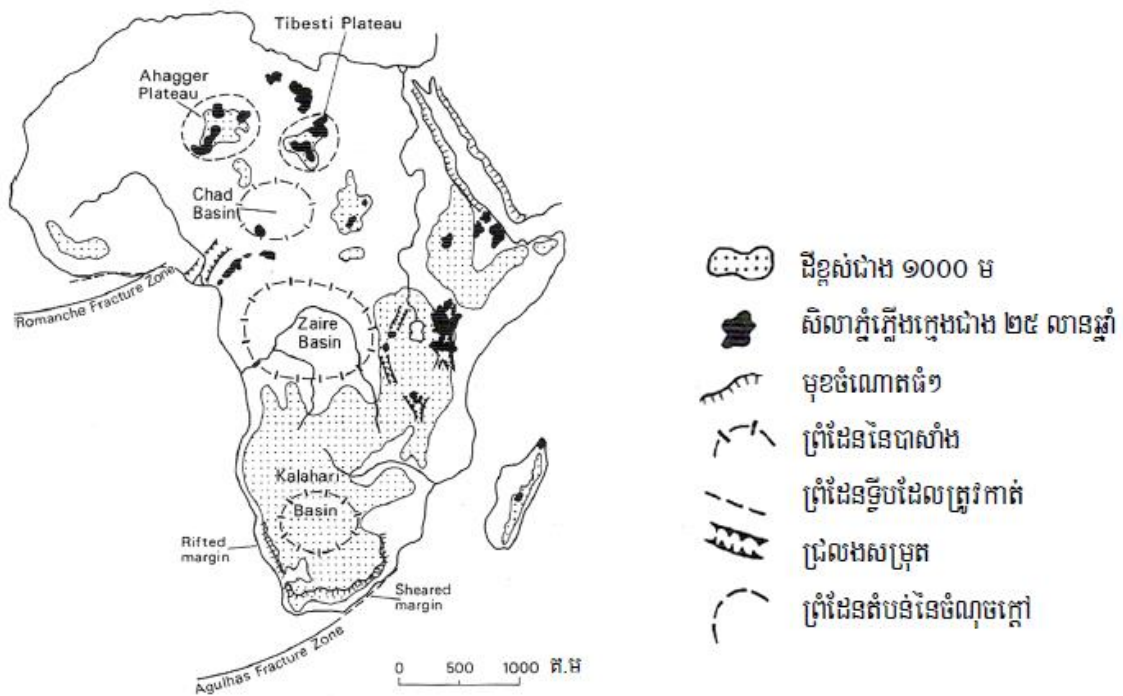 Tibesti Plateau
Ahagger
Plateau
Chad
Basin
Romanche Fracture Zone
Zaire
Basin
Kalahari
Basin
Rifted
margin
Sheared
margin
Agulhas Fracture Zone
0 500 1000 គ.ម
ដីខ្ពស់ជាង ១០០០ ម
សិលាភ្នំភ្លើងក្មេងជាង ២៥ លានឆ្នាំ
មុខចំណោតធំៗ
ព្រំដែននៃបាសាំង
ព្រំដែនទ្វីបដែលត្រូវកាត់
ជ្រលងសម្រុត
ព្រំដែនតំបន់នៃចំណុចក្តៅ